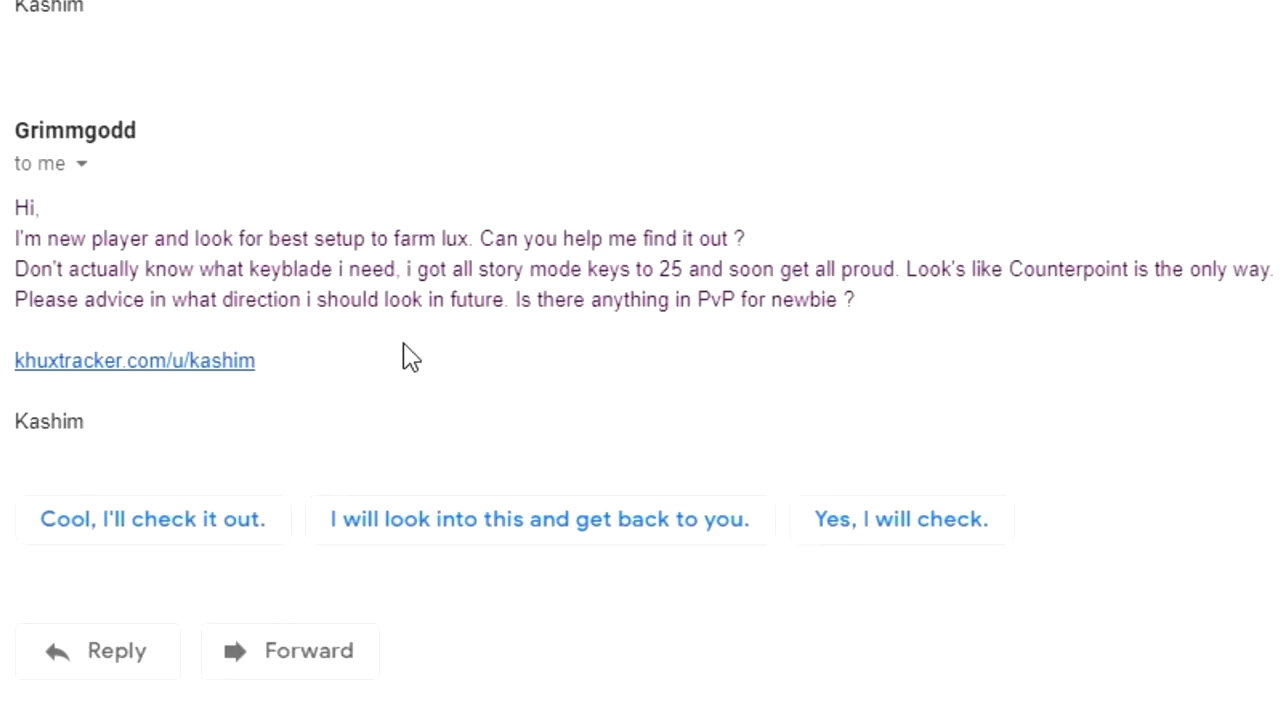 Kashim
Grimmgodd
to me
Hi,
I'm new player and look for best setup to farm lux. Can you help me find it out ?
Don't actually know what keyblade i need, i got all story mode keys to 25 and soon get all proud. Look's like Counterpoint is the only way.
Please advice in what direction i should look in future. Is there anything in PvP for newbie ?
khuxtracker.com/u/kashim
Kashim
Cool, I'll check it out. I will look into this and get back to you. Yes, I will check.
Reply Forward